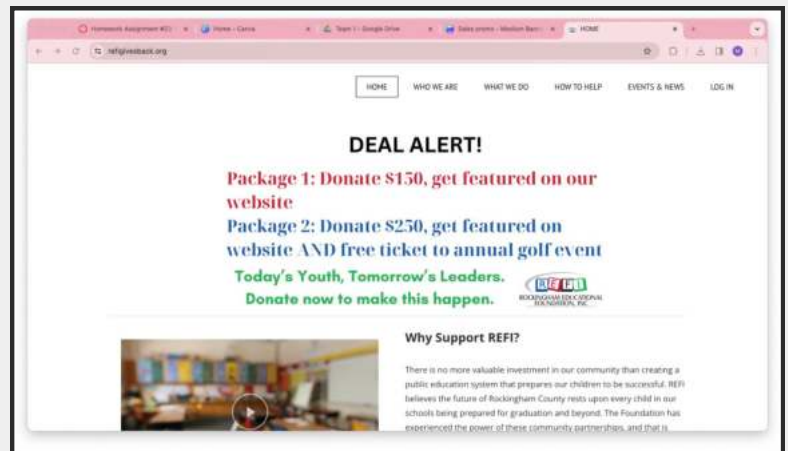 Homework Assignment #2
Home - Canva
Team 1 - Google Drive
Sales promo - Medium Bann
HOME
refigivesback.org
HOME
WHO WE ARE
WHAT WE DO
HOW TO HELP
EVENTS & NEWS
LOG IN
DEAL ALERT!
Package 1: Donate $150, get featured on our
website
Package 2: Donate $250, get featured on
website AND free ticket to annual golf event
Today's Youth, Tomorrow's Leaders.
Donate now to make this happen.
REFI
ROCKINGHAM EDUCATIONAL
FOUNDATION, INC
Why Support REFI?
There is no more valuable investment in our community than creating a
public education system that prepares our children to be successful. REFI
believes the future of Rockingham County rests upon every child in our
schools being prepared for graduation and beyond. The Foundation has
experienced the power of these community partnerships, and that is